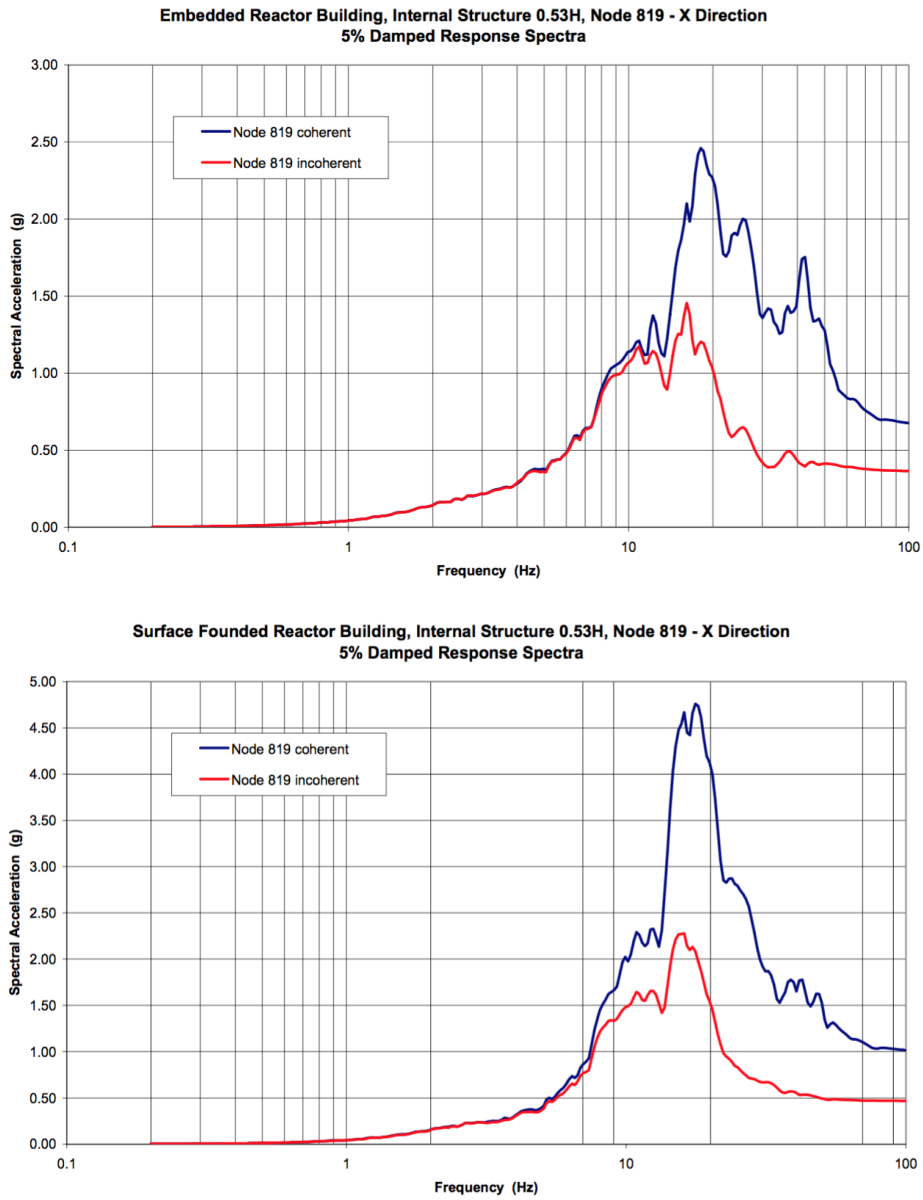 Embedded Reactor Building, Internal Structure 0.53H, Node 819 - X Direction
5% Damped Response Spectra
3.00
2.50
2.00
1.50
1.00
0.50
0.00
Spectral Acceleration (g)
Node 819 coherent
Node 819 incoherent
0.1 1 10 100
Frequency (Hz)
Surface Founded Reactor Building, Internal Structure 0.53H, Node 819 - X Direction
5% Damped Response Spectra
5.00
4.50
4.00
3.50
3.00
2.50
2.00
1.50
1.00
0.50
0.00
Spectral Acceleration (g)
Node 819 coherent
Node 819 incoherent
0.1 1 10 100
Frequency (Hz)